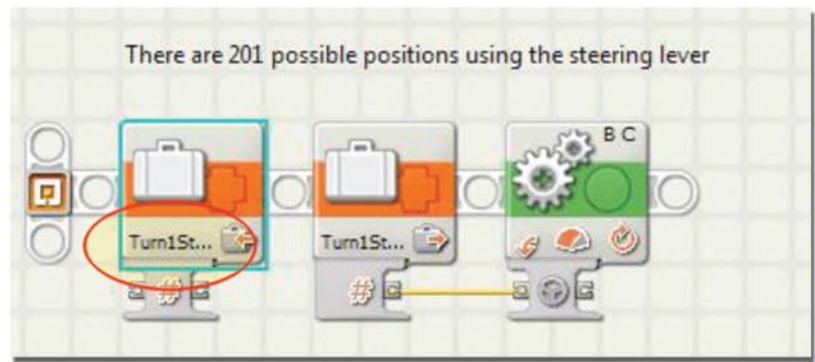 There are 201 possible positions using the steering lever
B C
Turn1St...
Turn1St...
#
#